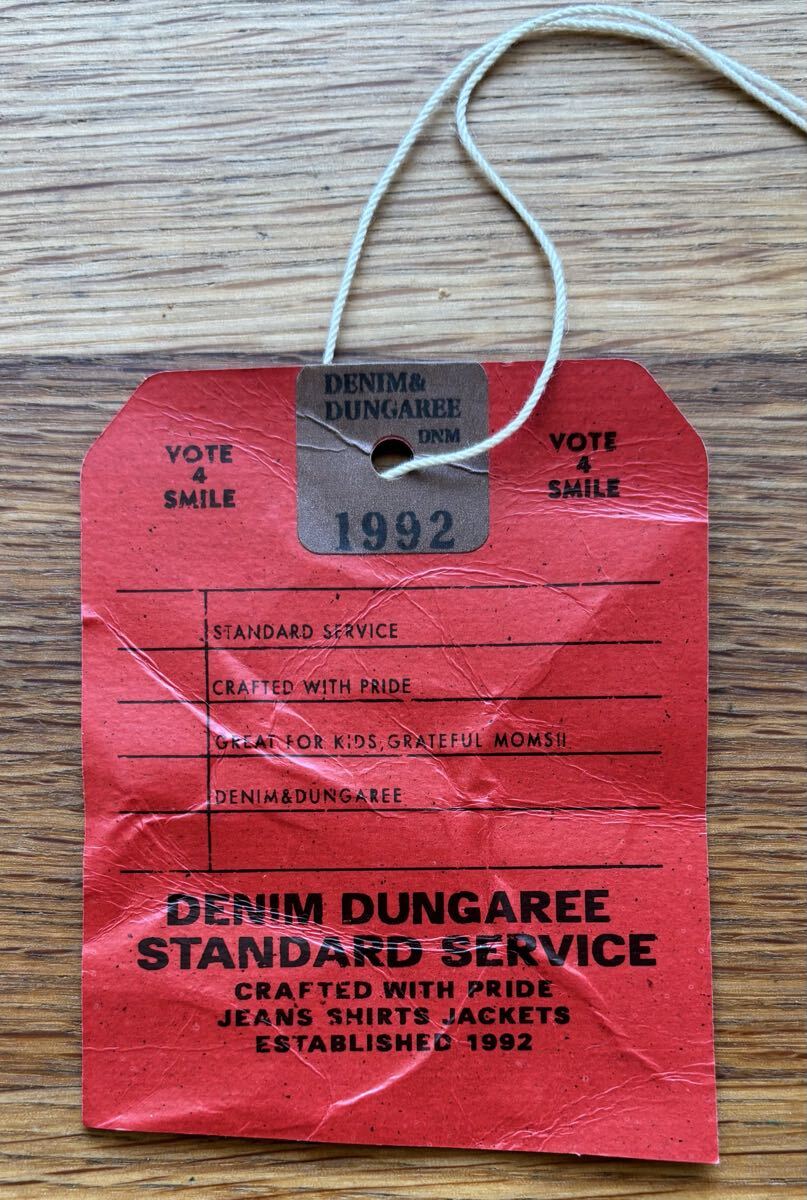 DENIM&
DUNGAREE
DNM
1992
VOTE
4
SMILE
VOTE
4
SMILE
STANDARD SERVICE
CRAFTED WITH PRIDE
GREAT FOR KIDS, GRATEFUL MOMS!!
DENIM&DUNGAREE
DENIM DUNGAREE
STANDARD SERVICE
CRAFTED WITH PRIDE
JEANS SHIRTS JACKETS
ESTABLISHED 1992